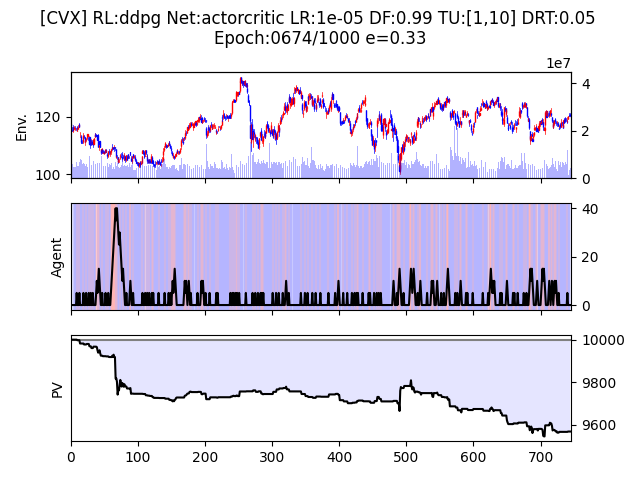 [CVX] RL:ddpg Net:actorcritic LR:1e-05 DF:0.99 TU:[1,10] DRT:0.05
Epoch:0674/1000 e=0.33
1e7
Env.
120
100
4
2
0
Agent
40
20
0
PV
10000
9800
9600
0 100 200 300 400 500 600 700